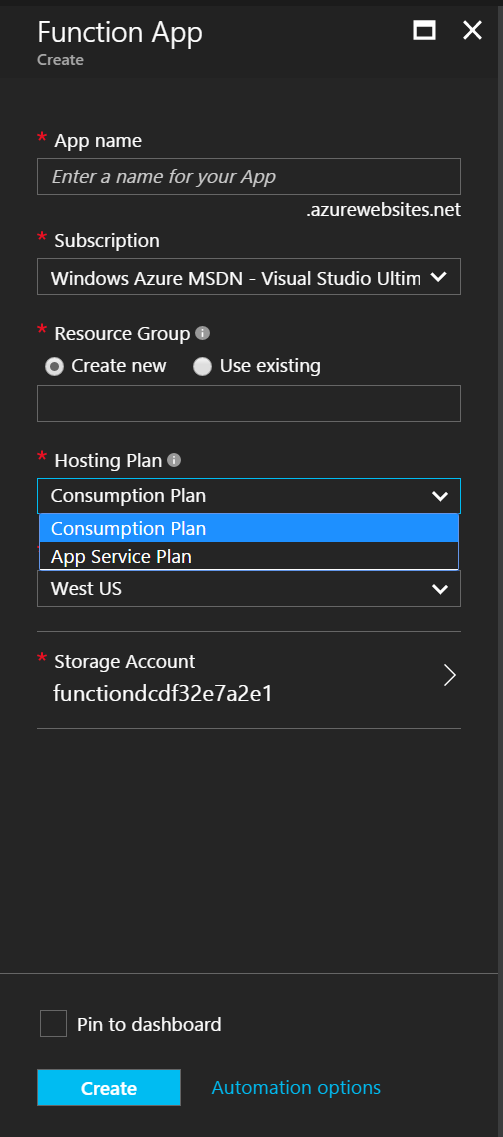 Function App
Create
* App name
Enter a name for your App
.azurewebsites.net
* Subscription
Windows Azure MSDN - Visual Studio Ultim
* Resource Group
Create new Use existing
* Hosting Plan
Consumption Plan
Consumption Plan
App Service Plan
West US
* Storage Account
functiondcdf32e7a2e1
Pin to dashboard
Create Automation options